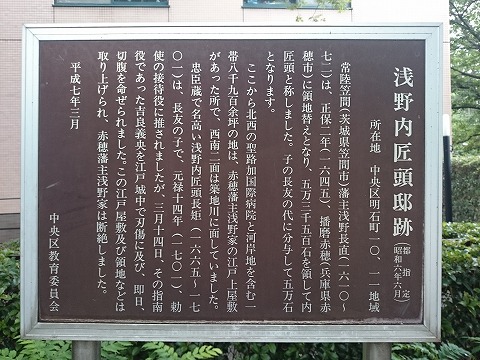 浅野内匠頭邸跡
都指定
昭和六年六月
所在地 中央区明石町一〇、一一地域
常陸笠間(茨城県笠間市)藩主浅野長直(一六一〇~
七二)は、正保二年(一六四五)、播磨赤穂(兵庫県赤
穂市)に領地替えとなり、五万三千五百石を領して内
匠頭と称しました。子の長友の代に分与して五万石
となります。
ここから北西の聖路加国際病院と河岸地を含む一
帯八千九百余坪の地は、赤穂藩主浅野家の江戸上屋敷
があった所で、西南二面は築地川に面していました。
忠臣蔵で名高い浅野内匠頭長矩(一六六五~一七
〇一)は、長友の子で、元禄十四年(一七〇一)、勅
使の接待役に推されましたが、三月十四日、その指南
役であった吉良義央を江戸城中で刃傷に及び、即日、
切腹を命ぜられました。この江戸屋敷及び領地などは
取り上げられ、赤穂藩主浅野家は断絶しました。
平成七年三月
中央区教育委員会